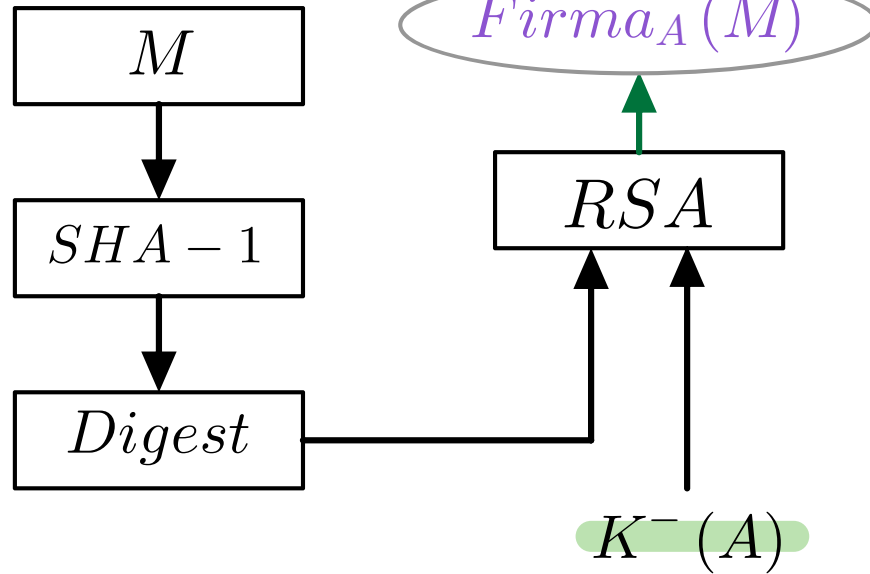 M
Firma_A (M)
SHA − 1
RSA
Digest
K⁻ (A)